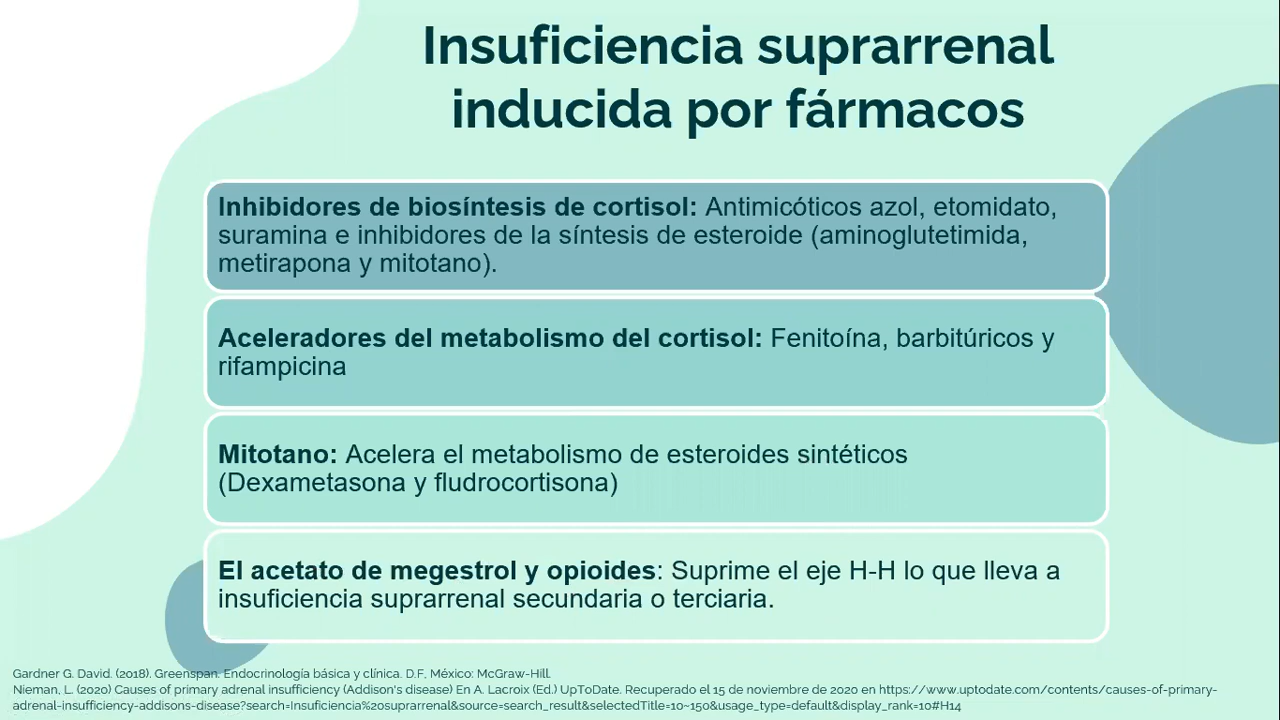 Insuficiencia suprarrenal
inducida por fármacos
Inhibidores de biosíntesis de cortisol: Antimicóticos azol, etomidato,
suramina e inhibidores de la síntesis de esteroide (aminoglutetimida,
metirapona y mitotano).
Aceleradores del metabolismo del cortisol: Fenitoína, barbitúricos y
rifampicina
Mitotano: Acelera el metabolismo de esteroides sintéticos
(Dexametasona y fludrocortisona)
El acetato de megestrol y opioides: Suprime el eje H-H lo que lleva a
insuficiencia suprarrenal secundaria o terciaria.
Gardner G. David. (2018). Greenspan. Endocrinología básica y clínica. D.F. México: McGraw-Hill.
Nieman, L. (2020) Causes of primary adrenal insufficiency (Addison's disease) En A. Lacroix (Ed.) UpToDate. Recuperado el 15 de noviembre de 2020 en https://www.uptodate.com/contents/causes-of-primary-
adrenal-insufficiency-addisons-disease?search=Insuficiencia%20suprarrenal&source=search_result&selectedTitle=10~150&usage_type=default&display_rank=10#H14